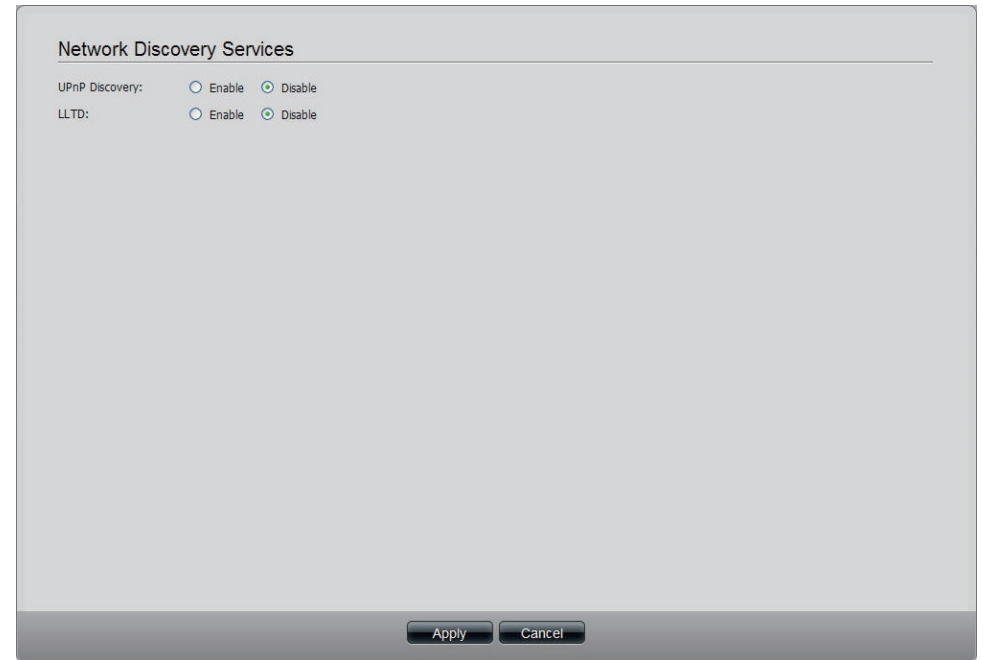 Network Discovery Services
UPnP Discovery: Enable Disable
LLTD: Enable Disable
Apply Cancel